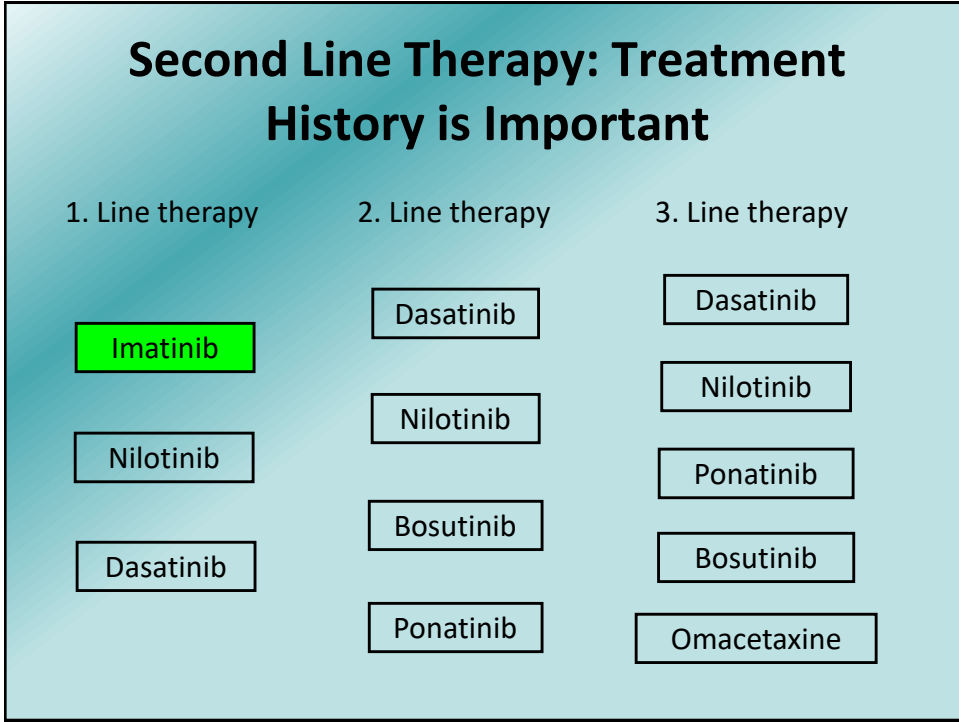 Second Line Therapy: Treatment
History is Important
1. Line therapy
2. Line therapy
3. Line therapy
Imatinib
Nilotinib
Dasatinib
Dasatinib
Nilotinib
Bosutinib
Ponatinib
Dasatinib
Nilotinib
Ponatinib
Bosutinib
Omacetaxine